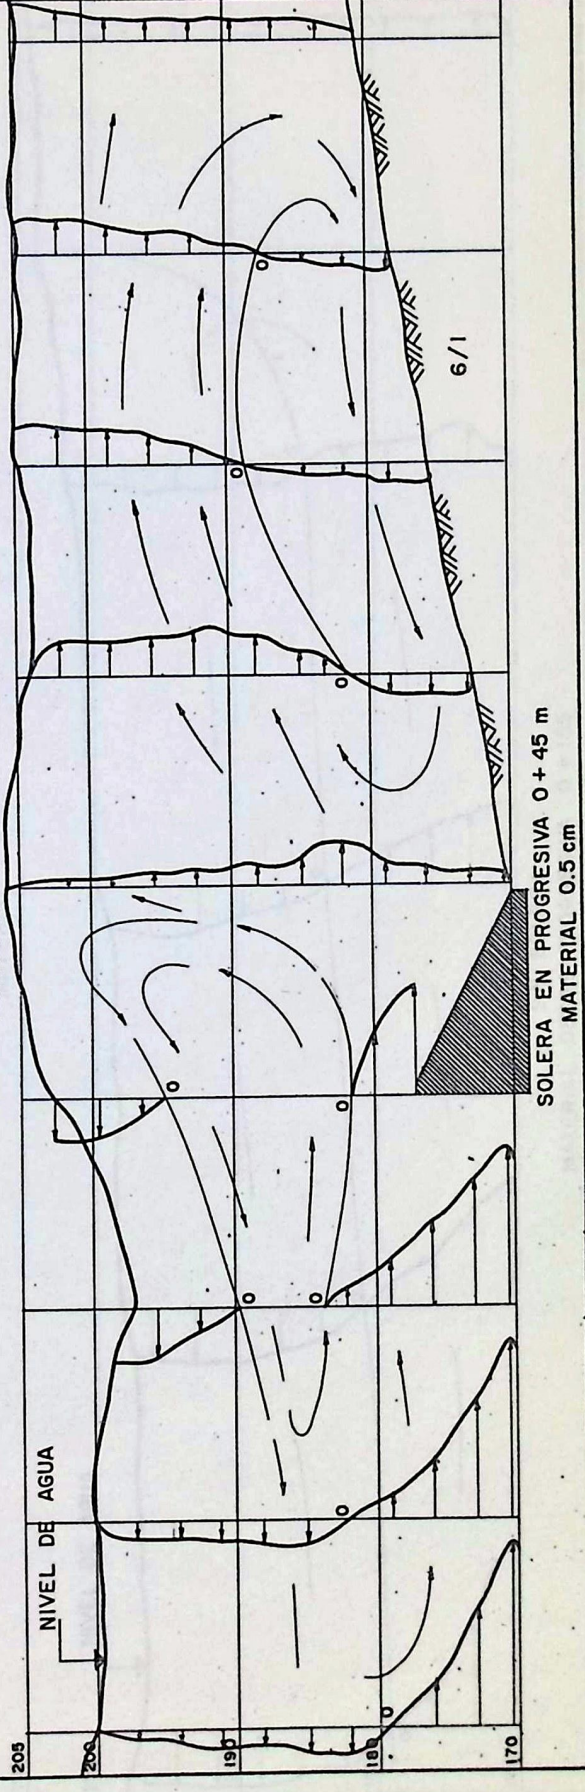 205
200
190
180
170
NIVEL DE AGUA
O
O
O
O
O
O
O
O
O
6/1
SOLERA EN PROGRESIVA 0+45 m
MATERIAL 0.5 cm